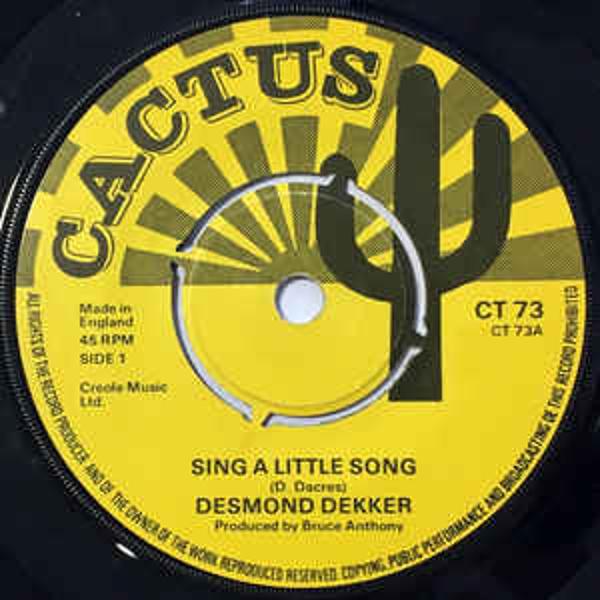 CACTUS
Made in
England
45 RPM
SIDE 1
Creole Music
Ltd.
CT 73
CT 73A
SING A LITTLE SONG
(D. Dacres)
DESMOND DEKKER
Produced by Bruce Anthony
ALL RIGHTS OF THE RECORD PRODUCER, AND OF THE OWNER OF THE WORK REPRODUCED RESERVED. COPYING, PUBLIC PERFORMANCE AND BROADCASTING OF THIS RECORD PROHIBITED